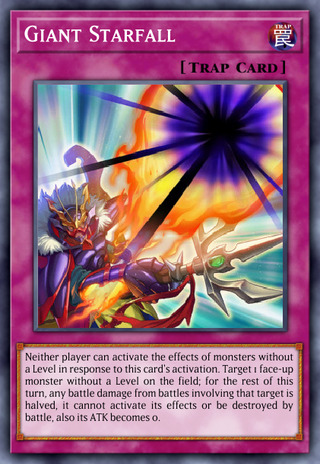 Giant Starfall
TRAP
罠
[Trap Card]
Neither player can activate the effects of monsters without
a Level in response to this card's activation. Target 1 face-up
monster without a Level on the field; for the rest of this
turn, any battle damage from battles involving that target is
halved, it cannot activate its effects or be destroyed by
battle, also its ATK becomes 0.